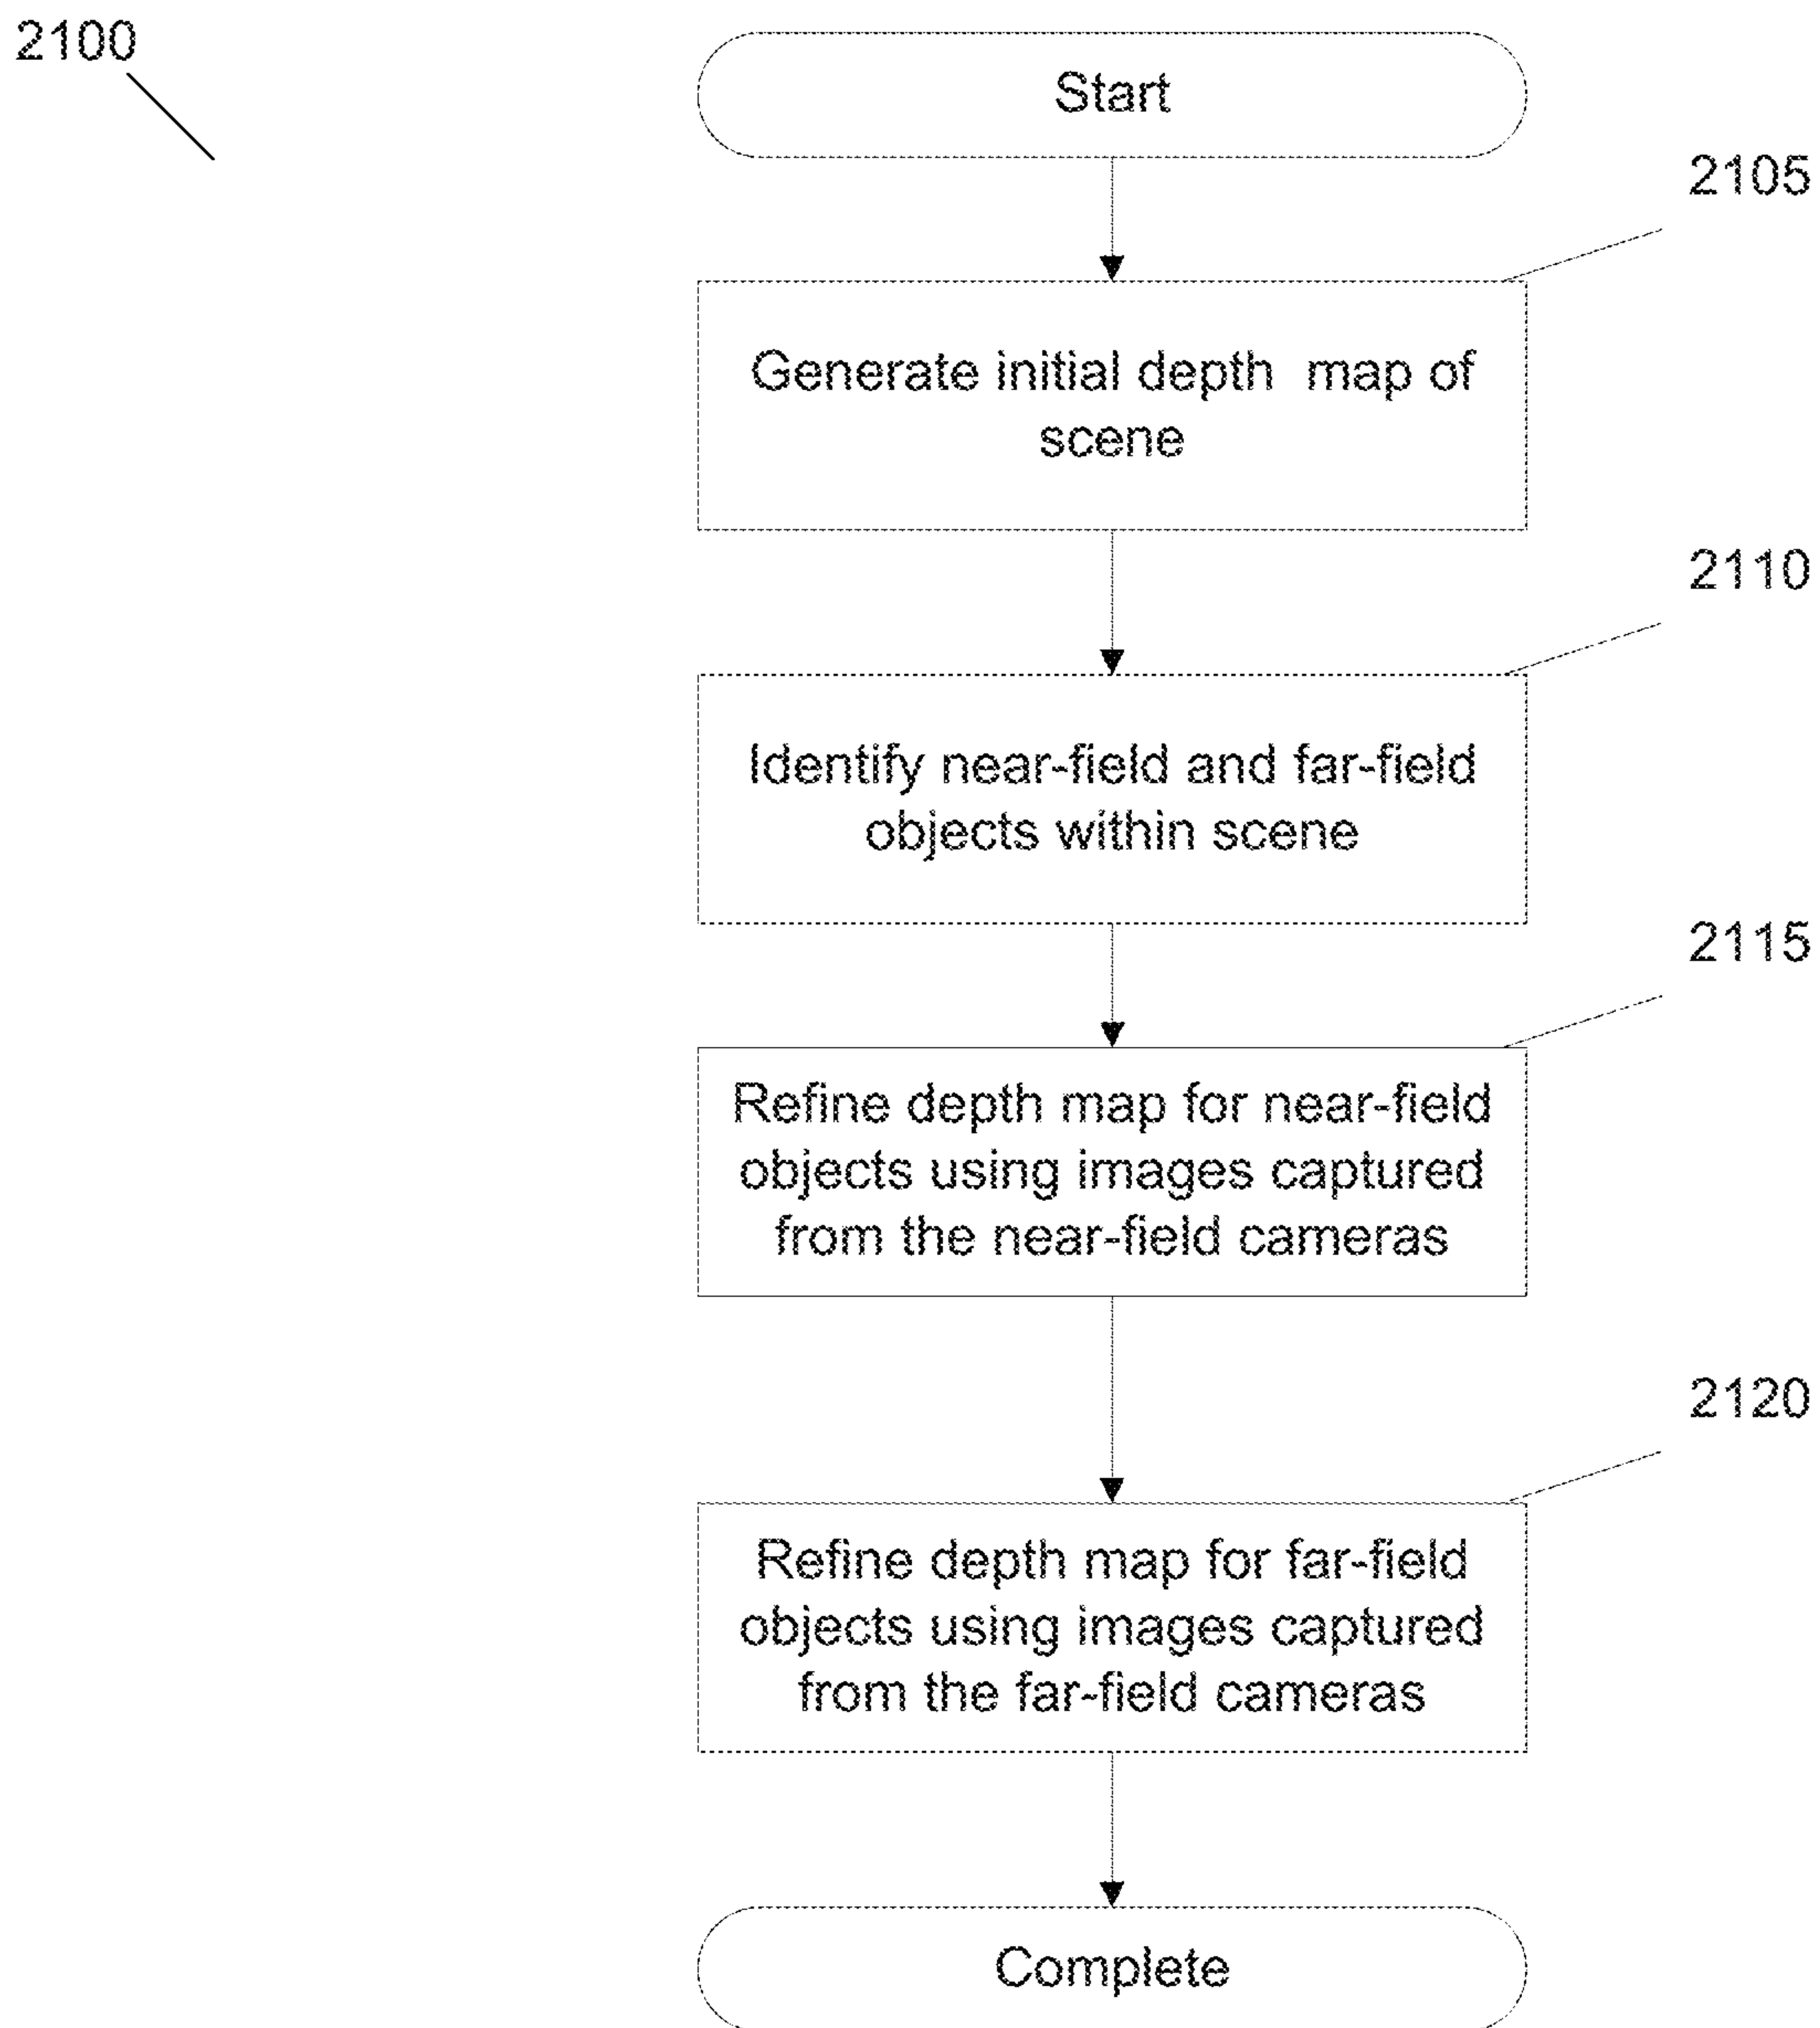 2100
Start
2105
Generate initial depth map of
scene
2110
Identify near-field and far-field
objects within scene
2115
Refine depth map for near-field
objects using images captured
from the near-field cameras
2120
Refine depth map for far-field
objects using images captured
from the far-field cameras
Complete